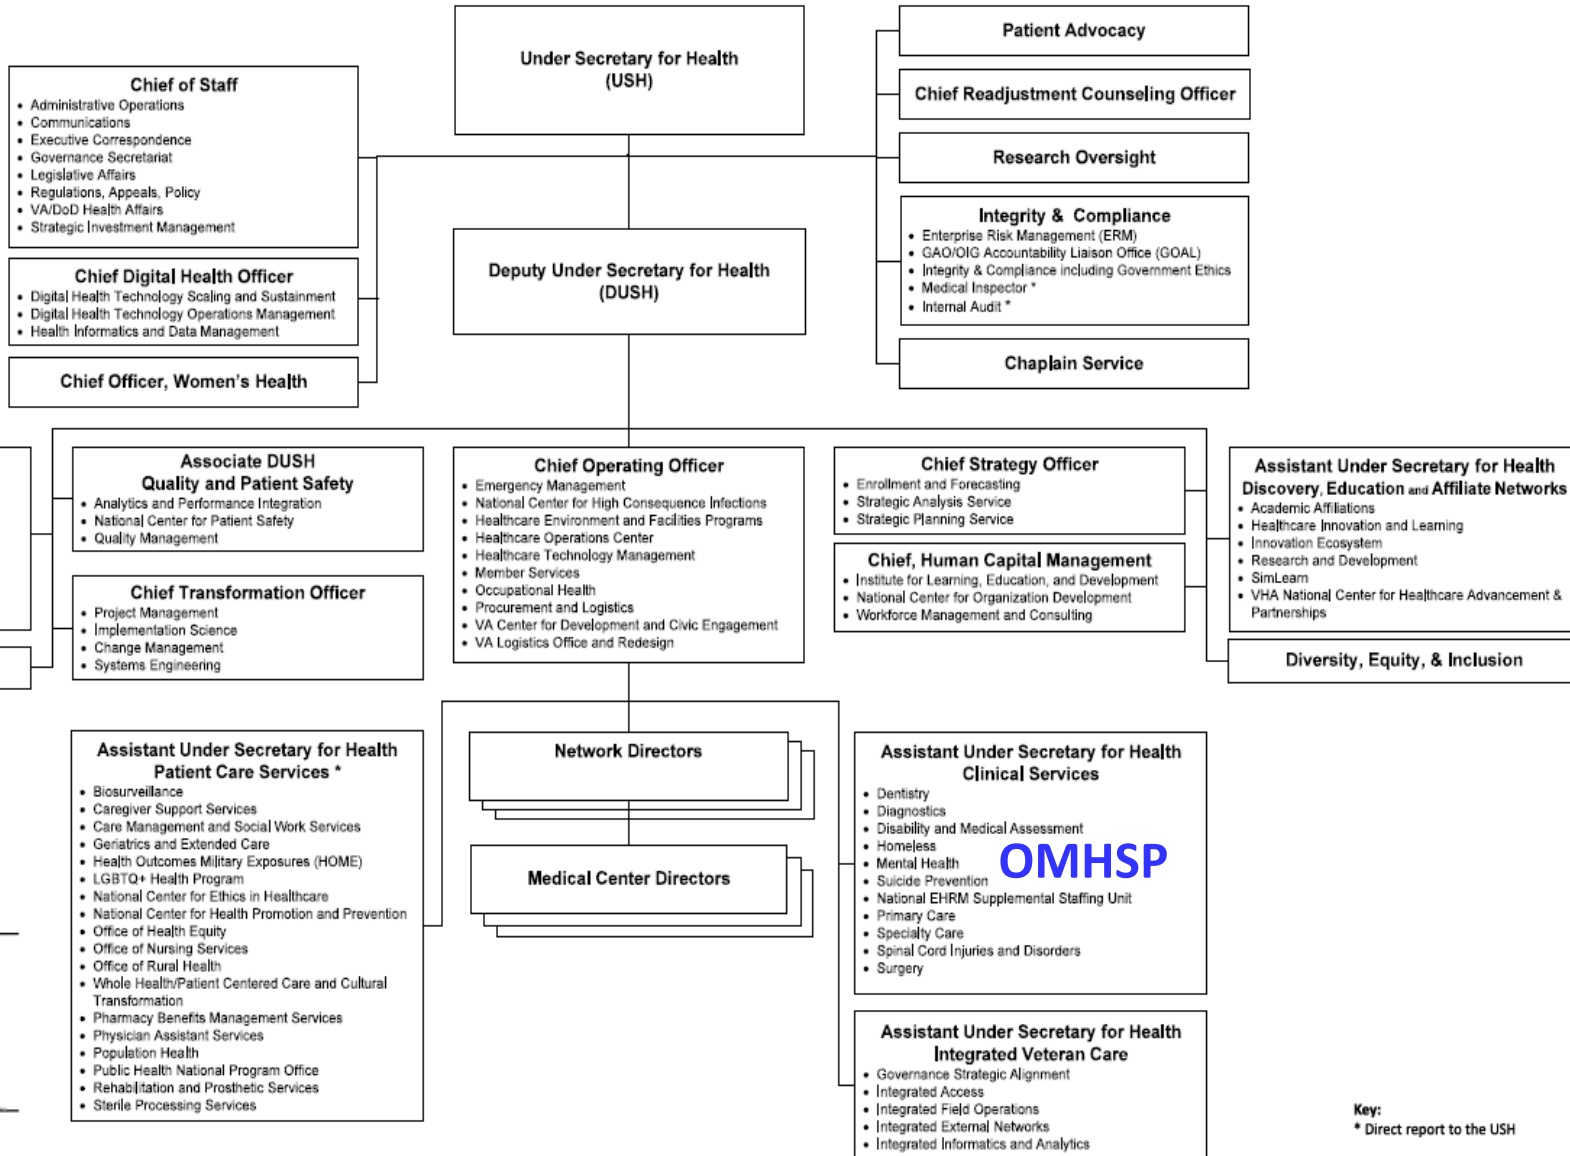 Under Secretary for Health
(USH)
Chief of Staff
• Administrative Operations
• Communications
• Executive Correspondence
• Governance Secretariat
• Legislative Affairs
• Regulations, Appeals, Policy
• VA/DoD Health Affairs
• Strategic Investment Management
Chief Digital Health Officer
• Digital Health Technology Scaling and Sustainment
• Digital Health Technology Operations Management
• Health Informatics and Data Management
Chief Officer, Women's Health
Patient Advocacy
Chief Readjustment Counseling Officer
Research Oversight
Integrity & Compliance
• Enterprise Risk Management (ERM)
• GAO/OIG Accountability Liaison Office (GOAL)
• Integrity & Compliance including Government Ethics
• Medical Inspector *
• Internal Audit *
Chaplain Service
Deputy Under Secretary for Health
(DUSH)
Associate DUSH
Quality and Patient Safety
• Analytics and Performance Integration
• National Center for Patient Safety
• Quality Management
Chief Transformation Officer
• Project Management
• Implementation Science
• Change Management
• Systems Engineering
Chief Operating Officer
• Emergency Management
• National Center for High Consequence Infections
• Healthcare Environment and Facilities Programs
• Healthcare Operations Center
• Healthcare Technology Management
• Member Services
• Occupational Health
• Procurement and Logistics
• VA Center for Development and Civic Engagement
• VA Logistics Office and Redesign
Chief Strategy Officer
• Enrollment and Forecasting
• Strategic Analysis Service
• Strategic Planning Service
Chief, Human Capital Management
• Institute for Learning, Education, and Development
• National Center for Organization Development
• Workforce Management and Consulting
Assistant Under Secretary for Health
Discovery, Education and Affiliate Networks
• Academic Affiliations
• Healthcare Innovation and Learning
• Innovation Ecosystem
• Research and Development
• SimLearn
• VHA National Center for Healthcare Advancement &
Partnerships
Diversity, Equity, & Inclusion
Assistant Under Secretary for Health
Patient Care Services *
• Biosurveillance
• Caregiver Support Services
• Care Management and Social Work Services
• Geriatrics and Extended Care
• Health Outcomes Military Exposures (HOME)
• LGBTQ+ Health Program
• National Center for Ethics in Healthcare
• National Center for Health Promotion and Prevention
• Office of Health Equity
• Office of Nursing Services
• Office of Rural Health
• Whole Health/Patient Centered Care and Cultural
Transformation
• Pharmacy Benefits Management Services
• Physician Assistant Services
• Population Health
• Public Health National Program Office
• Rehabilitation and Prosthetic Services
• Sterile Processing Services
Network Directors
Medical Center Directors
Assistant Under Secretary for Health
Clinical Services
• Dentistry
• Diagnostics
• Disability and Medical Assessment
• Homeless
• Mental Health
• Suicide Prevention
OMHSP
• National EHRM Supplemental Staffing Unit
• Primary Care
• Specialty Care
• Spinal Cord Injuries and Disorders
• Surgery
Assistant Under Secretary for Health
Integrated Veteran Care
• Governance Strategic Alignment
• Integrated Access
• Integrated Field Operations
• Integrated External Networks
• Integrated Informatics and Analytics
Key:
* Direct report to the USH